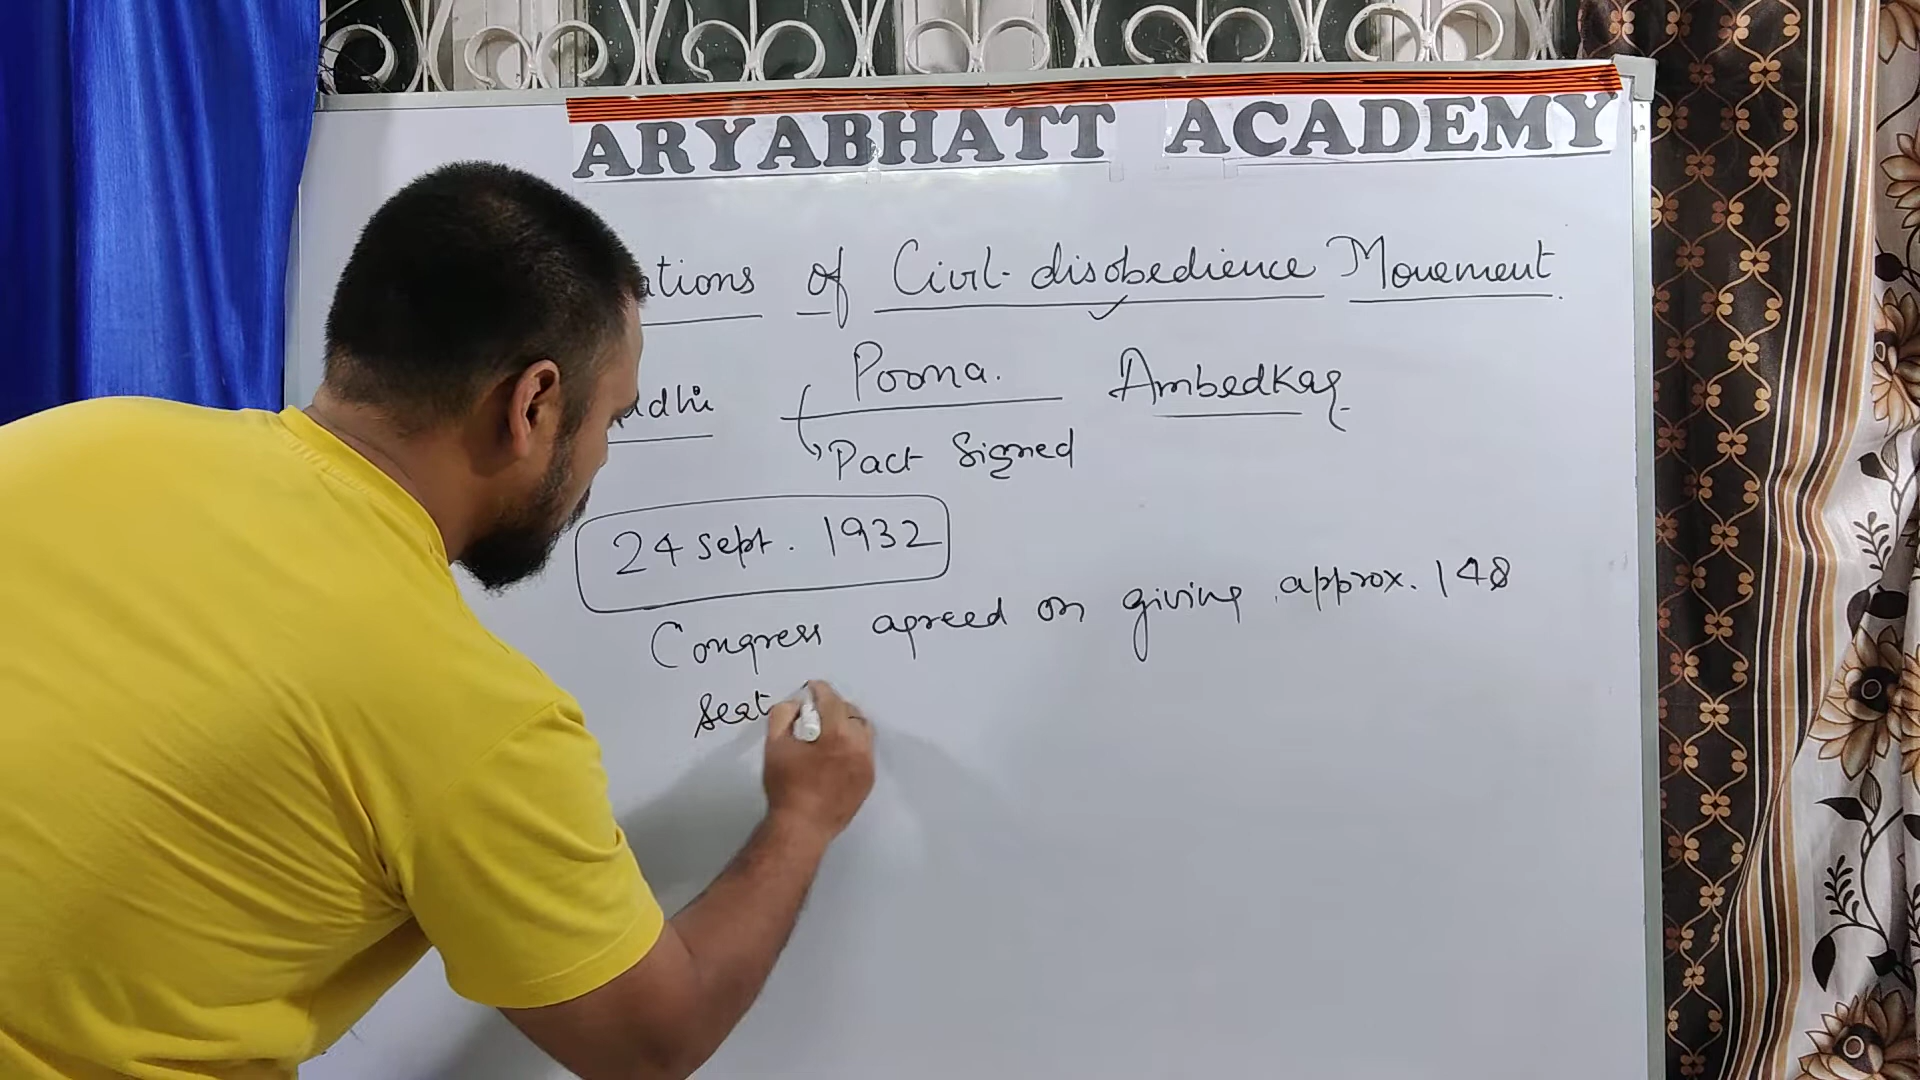 ARYABHATT ACADEMY
ations of Civil-disobedience Movement
adhi Poona. Ambedkar
Pact Signed
24 Sept. 1932
Congress agreed on giving approx. 148
Seat